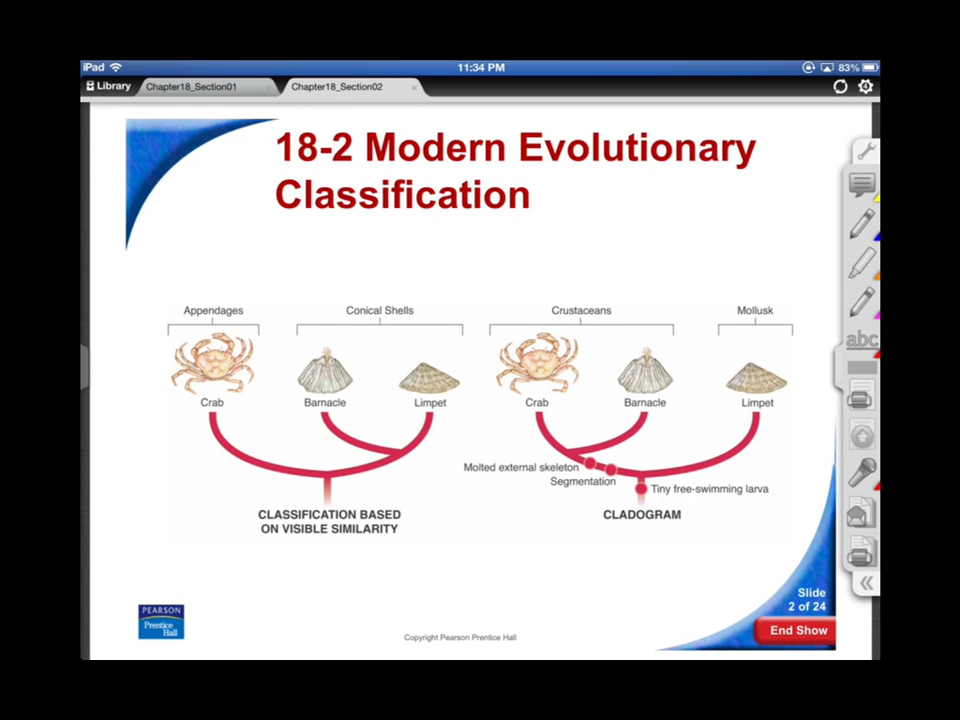 iPad
11:34 PM
83%
Library
Chapter18_Section01
Chapter18_Section02
18-2 Modern Evolutionary
Classification
Appendages
Conical Shells
Crustaceans
Mollusk
Crab
Barnacle
Limpet
Crab
Barnacle
Limpet
Molted external skeleton
Segmentation
Tiny free-swimming larva
CLASSIFICATION BASED
ON VISIBLE SIMILARITY
CLADOGRAM
abc
PEARSON
Prentice
Hall
Copyright Pearson Prentice Hall
Slide
2 of 24
End Show